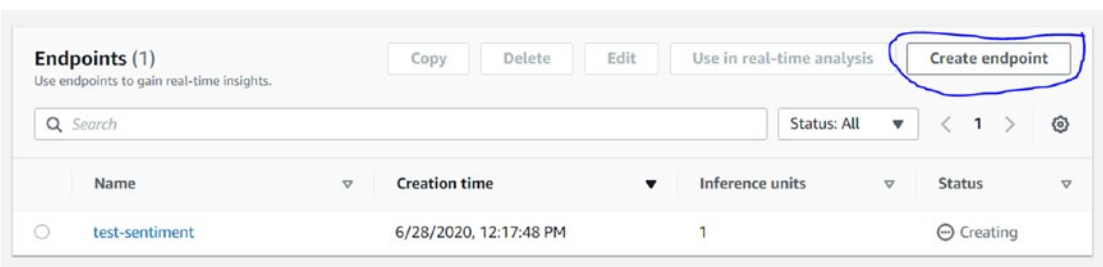 Endpoints (1)
Copy Delete Edit Use in real-time analysis Create endpoint
Use endpoints to gain real-time insights.
Search Status: All 1
Name Creation time Inference units Status
test-sentiment 6/28/2020, 12:17:48 PM 1 Creating